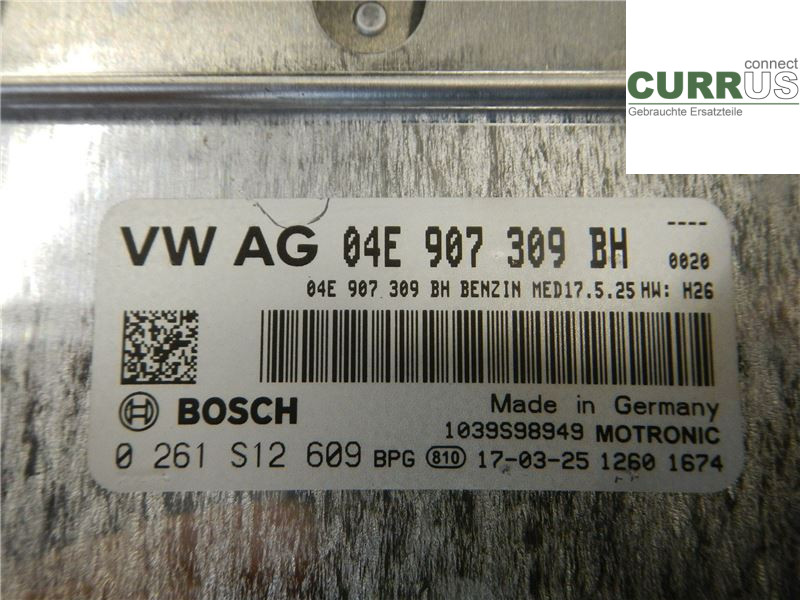 connect
CURRUS
Gebrauchte Ersatzteile
----
VW AG 04E 907 309 BH 0020
04E 907 309 BH BENZIN MED17.5.25 HW: H26
BOSCH
Made in Germany
1039S98949 MOTRONIC
0 261 S12 609 BPG 810 17-03-25 1260 1674